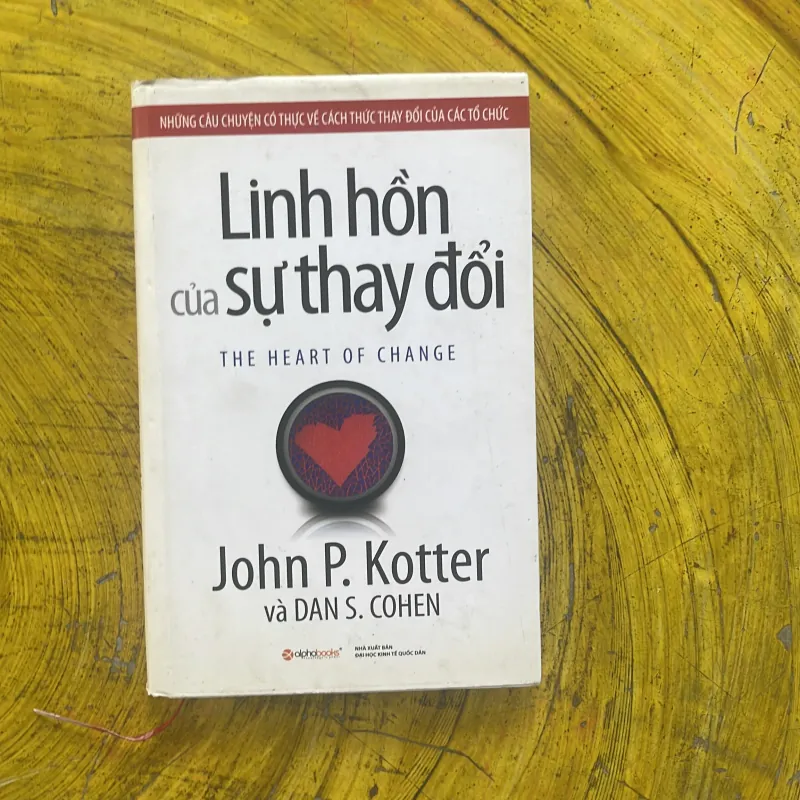 NHỮNG CÂU CHUYỆN CÓ THỰC VỀ CÁCH THỨC THAY ĐỔI CỦA CÁC TỔ CHỨC
Linh hồn
của sự thay đổi
THE HEART OF CHANGE
John P. Kotter
và DAN S. COHEN
alphabooks
NHÀ XUẤT BẢN
ĐẠI HỌC KINH TẾ QUỐC DÂN